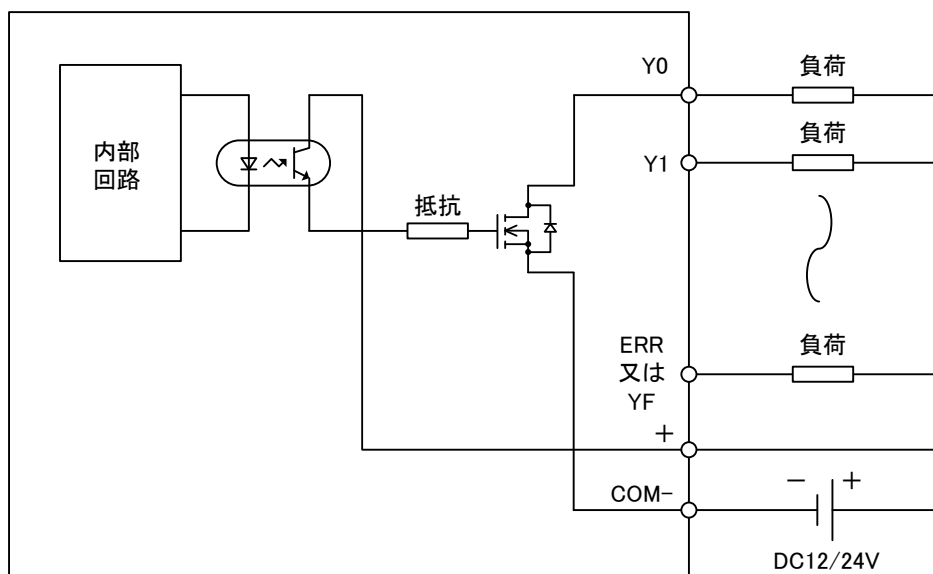 Y0
負荷
内部
回路
Y1
負荷
抵抗
ERR
又は
YF
負荷
+
COM-
- +
DC12/24V